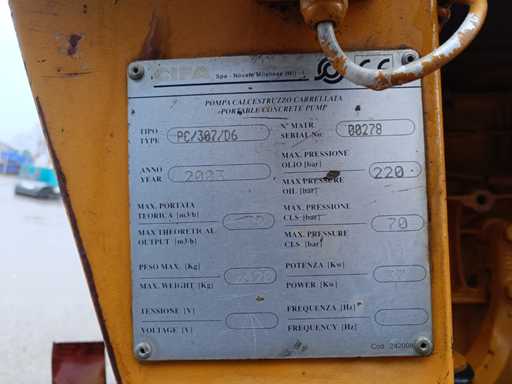 CIFA
Spa - Novate Milanese (MI) - I
CE
POMPA CALCESTRUZZO CARRELLATA
-PORTABLE CONCRETE PUMP
TIPO
TYPE
PC/307/D6
N° MATR.
SERIAL No.
00278
ANNO
YEAR
MAX. PRESSIONE
OLIO [bar]
MAX. PRESSURE
OIL [bar]
220
MAX. PORTATA
TEORICA [m3/h]
MAX THEORETICAL
OUTPUT [m3/h]
MAX. PRESSIONE
CLS [bar]
MAX. PRESSURE
CLS [bar]
70
PESO MAX. [Kg]
MAX. WEIGHT [Kg]
POTENZA [Kw]
POWER [Kw]
TENSIONE [V]
VOLTAGE [V]
FREQUENZA [Hz]
FREQUENCY [Hz]
Cod.